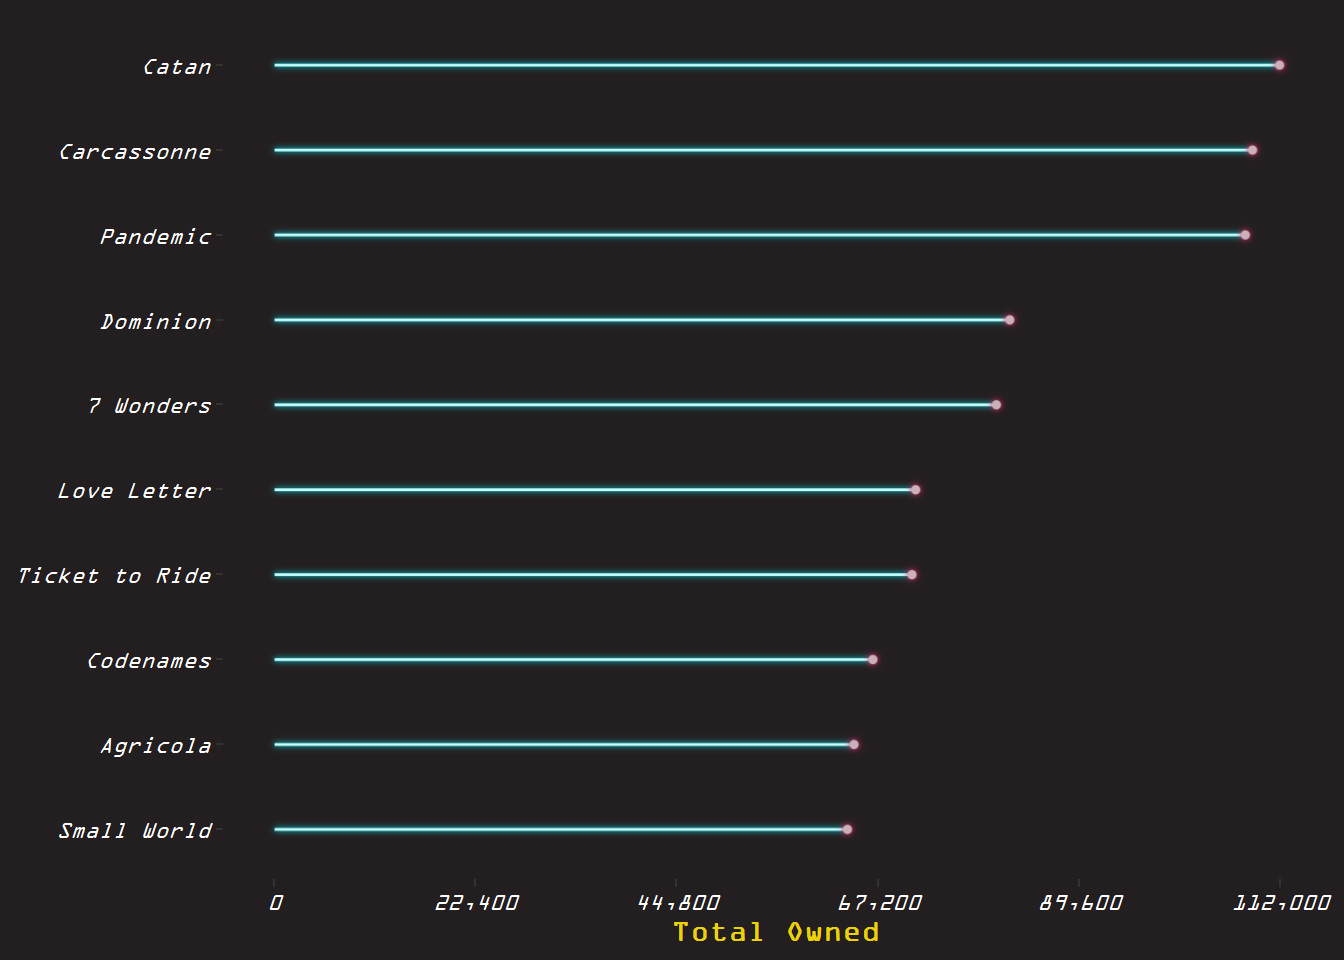 Catan
Carcassonne
Pandemic
Dominion
7 Wonders
Love Letter
Ticket to Ride
Codenames
Agricola
Small World
0 22,400 44,800 67,200 89,600 112,000
Total Owned